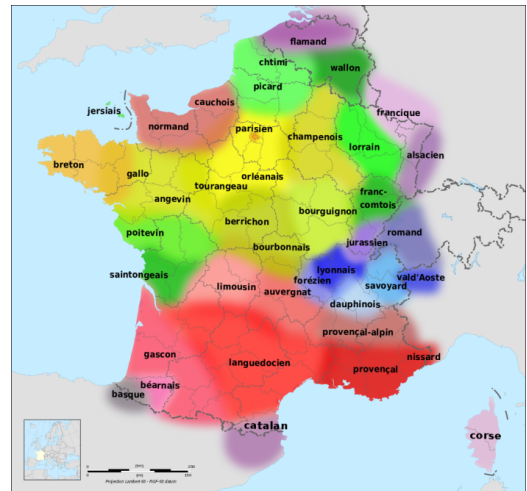 flamand
chtimi
wallon
picard
francique
cauchois
jersiais
normand
parisien
champenois
lorrain
alsacien
breton
gallo
orléanais
tourangeau
angevin
franc-
comtois
berrichon
bourguignon
poitevin
romand
jurassien
bourbonnais
lyonnais
saintongeais
forézien
vald'Aoste
limousin
savoyard
auvergnat
dauphinois
provençal-alpin
gascon
nissard
languedocien
provençal
béarnais
basque
catalan
corse